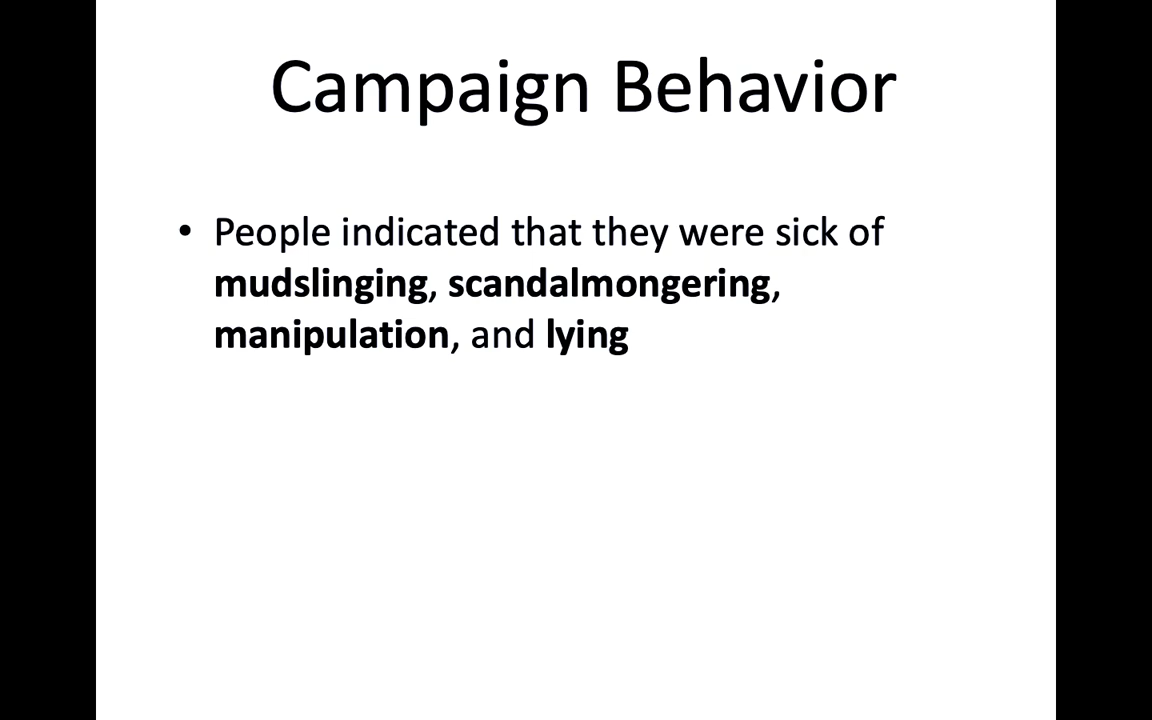 Campaign Behavior
• People indicated that they were sick of
mudslinging, scandalmongering,
manipulation, and lying